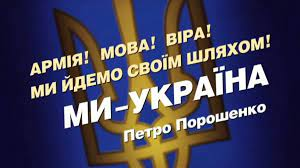 АРМІЯ! МОВА! ВІРА!
МИ ЙДЕМО СВОЇМ ШЛЯХОМ!
МИ–УКРАЇНА
Петро Порошенко